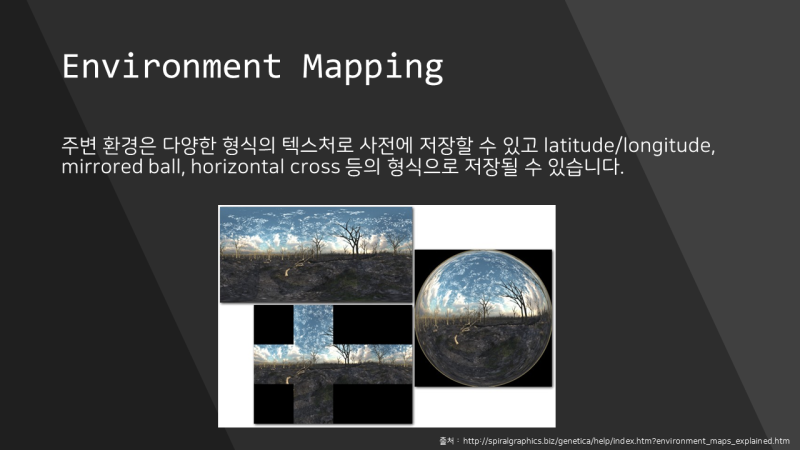 Environment Mapping
주변 환경은 다양한 형식의 텍스처로 사전에 저장할 수 있고 latitude/longitude,
mirrored ball, horizontal cross 등의 형식으로 저장될 수 있습니다.
출처 : http://spiralgraphics.biz/genetica/help/index.htm?environment_maps_explained.htm